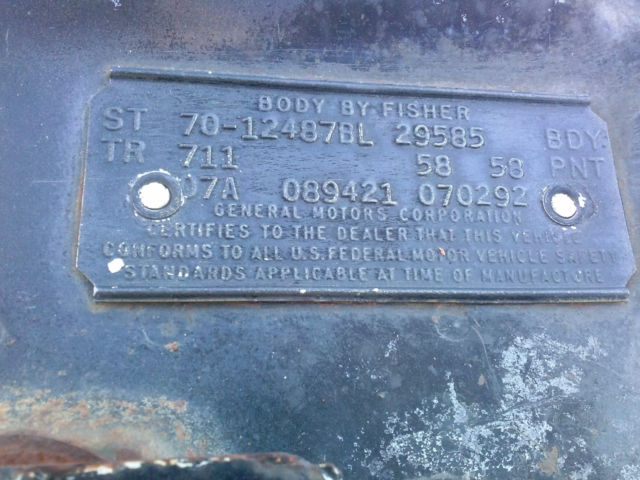 BODY BY FISHER
ST 70-12487BL 29585 BDY.
TR 711 58 58 PNT
07A 089421 070292
GENERAL MOTORS CORPORATION
CERTIFIES TO THE DEALER THAT THIS VEHICLE
CONFORMS TO ALL U.S. FEDERAL MOTOR VEHICLE SAFETY
STANDARDS APPLICABLE AT TIME OF MANUFACTURE